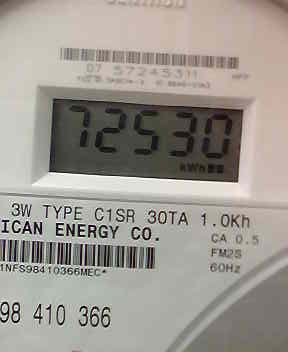 07 57245311
72530
kWh
3W TYPE C1SR 30TA 1.0Kh
ICAN ENERGY CO.
CA 0.5
FM2S
1NFS98410366MEC*
60Hz
98 410 366